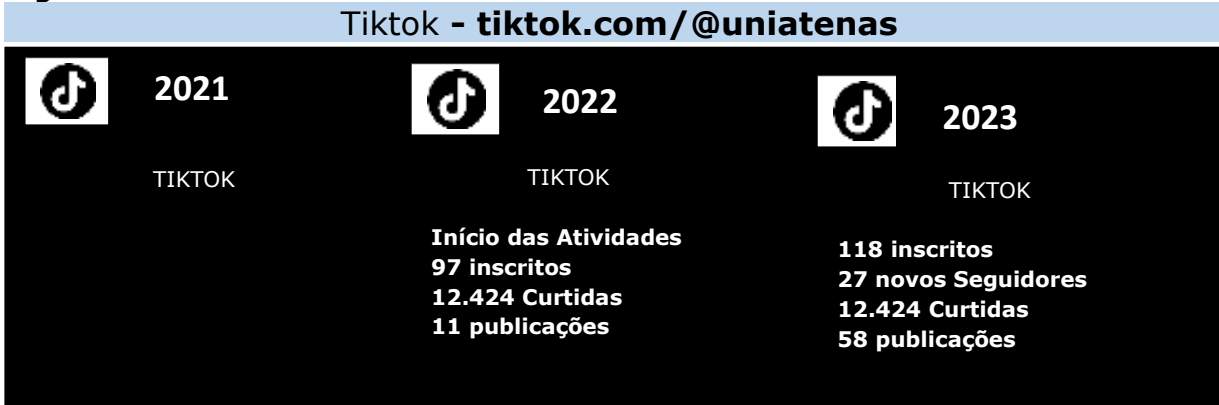 Tiktok - tiktok.com/@uniatenas
2021
TIKTOK
2022
TIKTOK
Início das Atividades
97 inscritos
12.424 Curtidas
11 publicações
2023
TIKTOK
118 inscritos
27 novos Seguidores
12.424 Curtidas
58 publicações